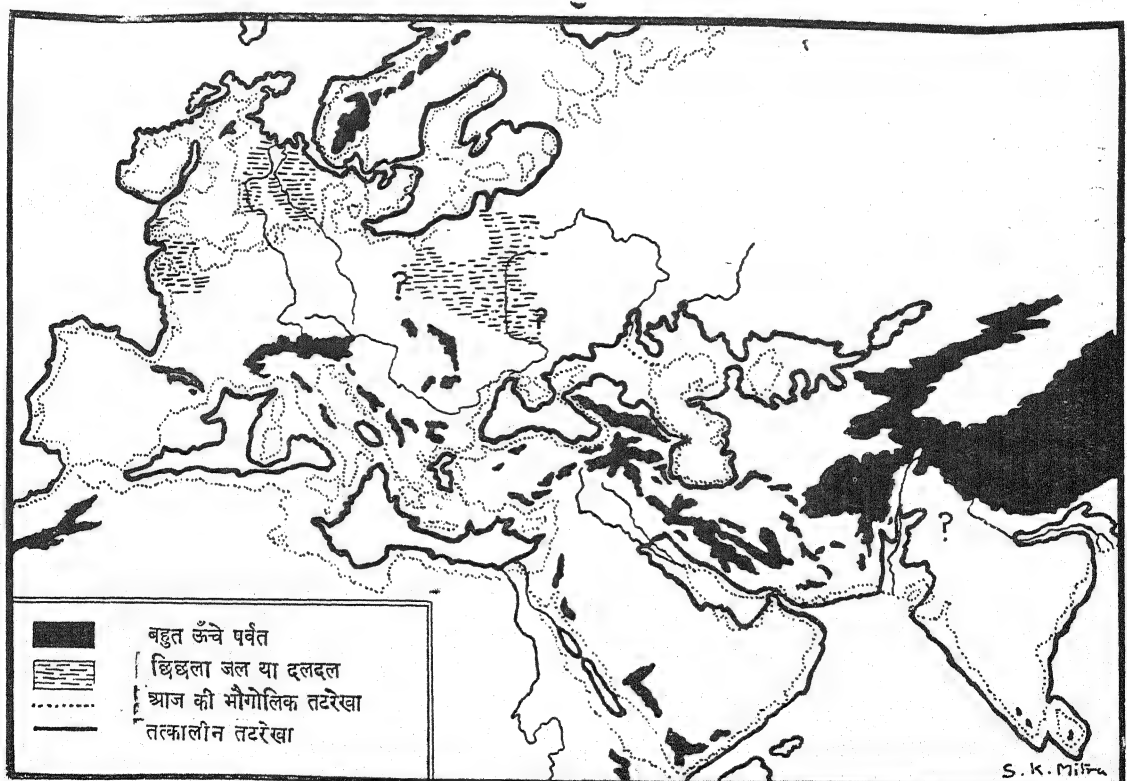 ?
?
?
बहुत ऊँचे पर्वत
छिछला जल या दलदल
आज की भौगोलिक तटरेखा
तत्कालीन तटरेखा
S. K. Mitra